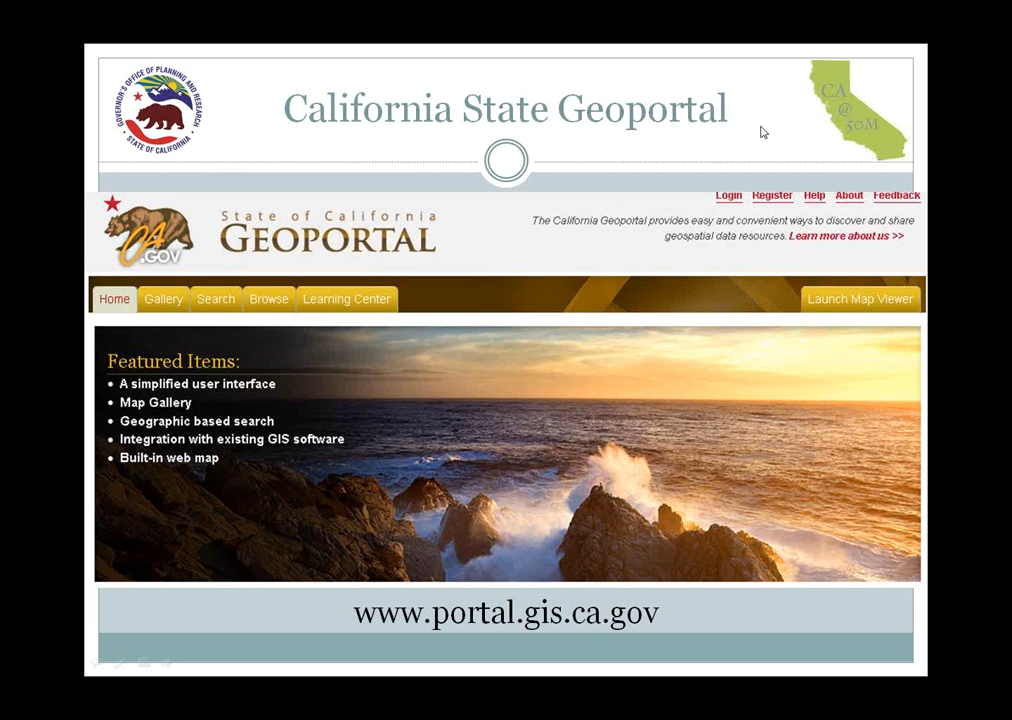 GOVERNOR'S OFFICE OF PLANNING AND RESEARCH
STATE OF CALIFORNIA
California State Geoportal
CA
@
50M
Login Register Help About Feedback
CA
.GOV
State of California
GEOPORTAL
The California Geoportal provides easy and convenient ways to discover and share
geospatial data resources. Learn more about us >>
Home Gallery Search Browse Learning Center Launch Map Viewer
Featured Items:
• A simplified user interface
• Map Gallery
• Geographic based search
• Integration with existing GIS software
• Built-in web map
www.portal.gis.ca.gov